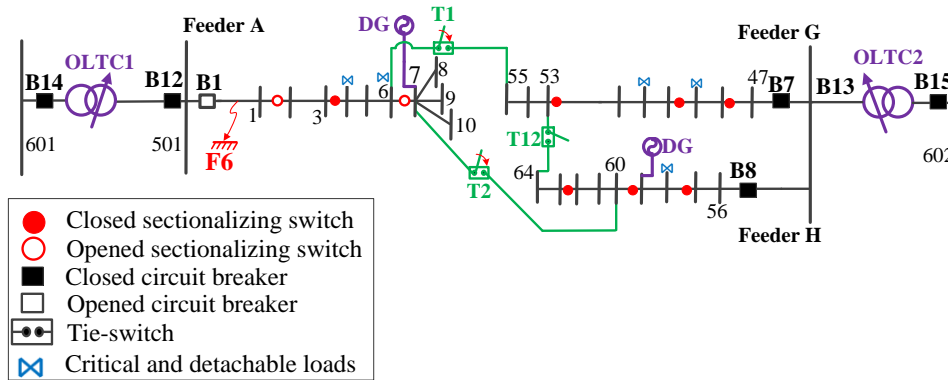 Feeder A
DG
T1
Feeder G
OLTC1
OLTC2
B14
B12
B1
B7
B13
B15
601
501
1
3
6
7
8
9
10
55
53
47
602
F6
T12
T2
DG
64
60
56
B8
Feeder H
Closed sectionalizing switch
Opened sectionalizing switch
Closed circuit breaker
Opened circuit breaker
Tie-switch
Critical and detachable loads